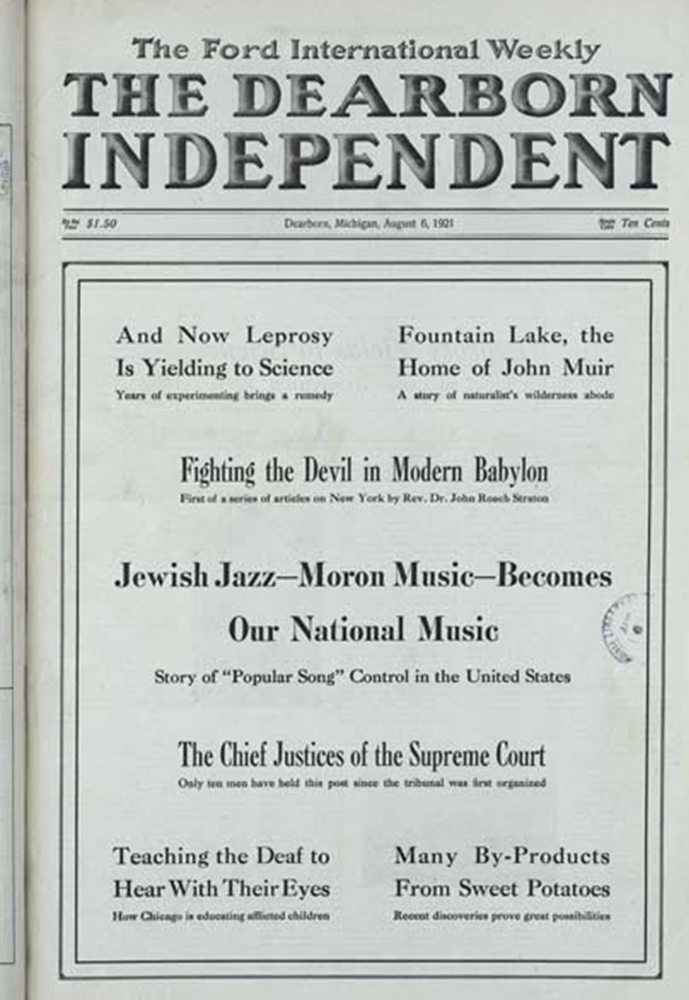 The Ford International Weekly
THE DEARBORN
INDEPENDENT
$1.50 Dearborn, Michigan, August 6, 1921 Ten Cents
And Now Leprosy
Is Yielding to Science
Years of experimenting brings a remedy
Fountain Lake, the
Home of John Muir
A story of naturalist's wilderness abode
Fighting the Devil in Modern Babylon
First of a series of articles on New York by Rev. Dr. John Roach Straton
Jewish Jazz—Moron Music—Becomes
Our National Music
Story of "Popular Song" Control in the United States
The Chief Justices of the Supreme Court
Only ten men have held this post since the tribunal was first organized
Teaching the Deaf to
Hear With Their Eyes
How Chicago is educating afflicted children
Many By-Products
From Sweet Potatoes
Recent discoveries prove great possibilities